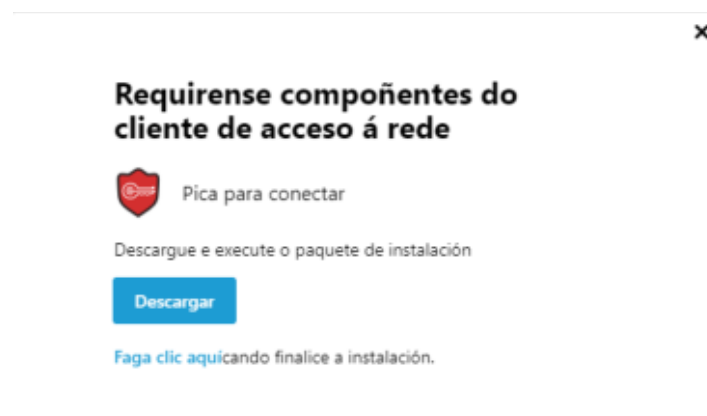 Requirense compoñentes do
cliente de acceso á rede
Pica para conectar
Descargue e execute o paquete de instalación
Descargar
Faga clic aquícando finalice a instalación.